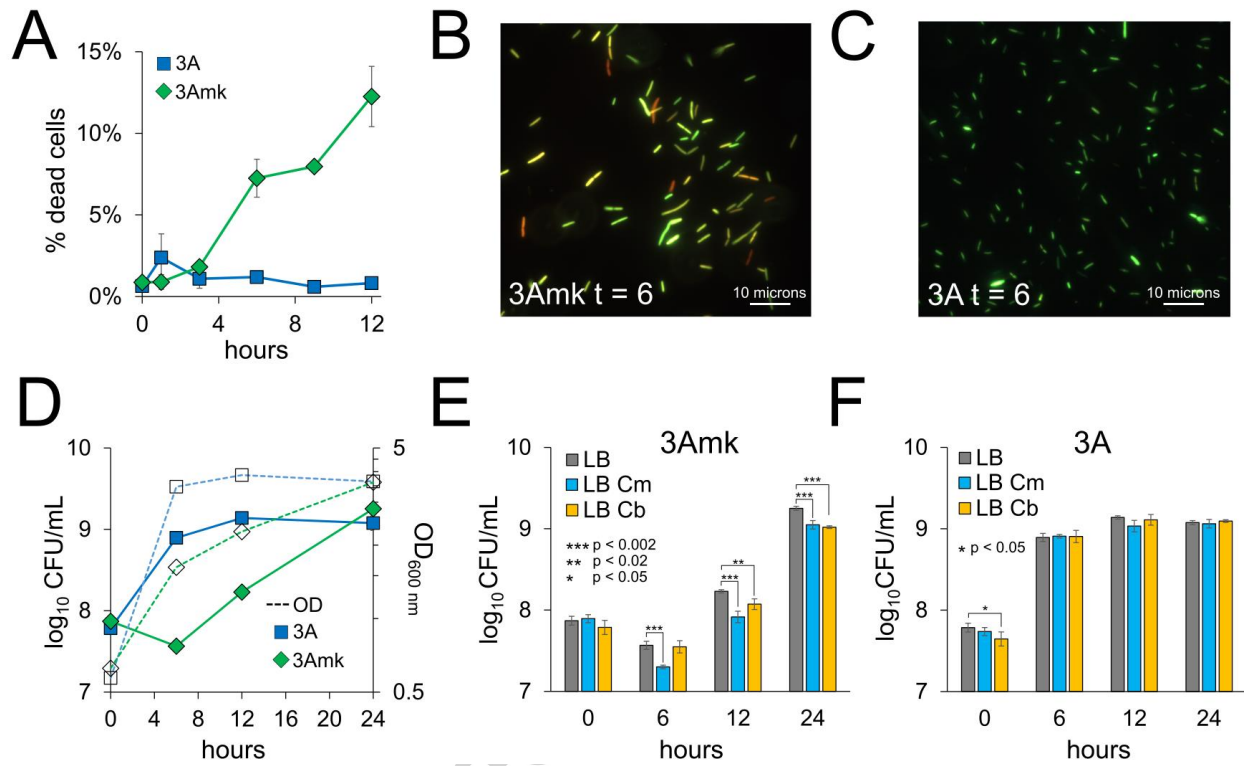 A
15%
10%
5%
0%
% dead cells
3A
3Amk
0 4 8 12
hours
B
3Amk t = 6
10 microns
C
3A t = 6
10 microns
D
10
9
8
7
log10 CFU/mL
5
0.5
OD600 nm
OD
3A
3Amk
0 4 8 12 16 20 24
hours
E
3Amk
10
9
8
7
log10 CFU/mL
LB
LB Cm
LB Cb
*** p < 0.002
** p < 0.02
* p < 0.05
***
***
**
***
***
0 6 12 24
hours
F
3A
10
9
8
7
log10CFU/mL
LB
LB Cm
LB Cb
* p < 0.05
*
0 6 12 24
hours